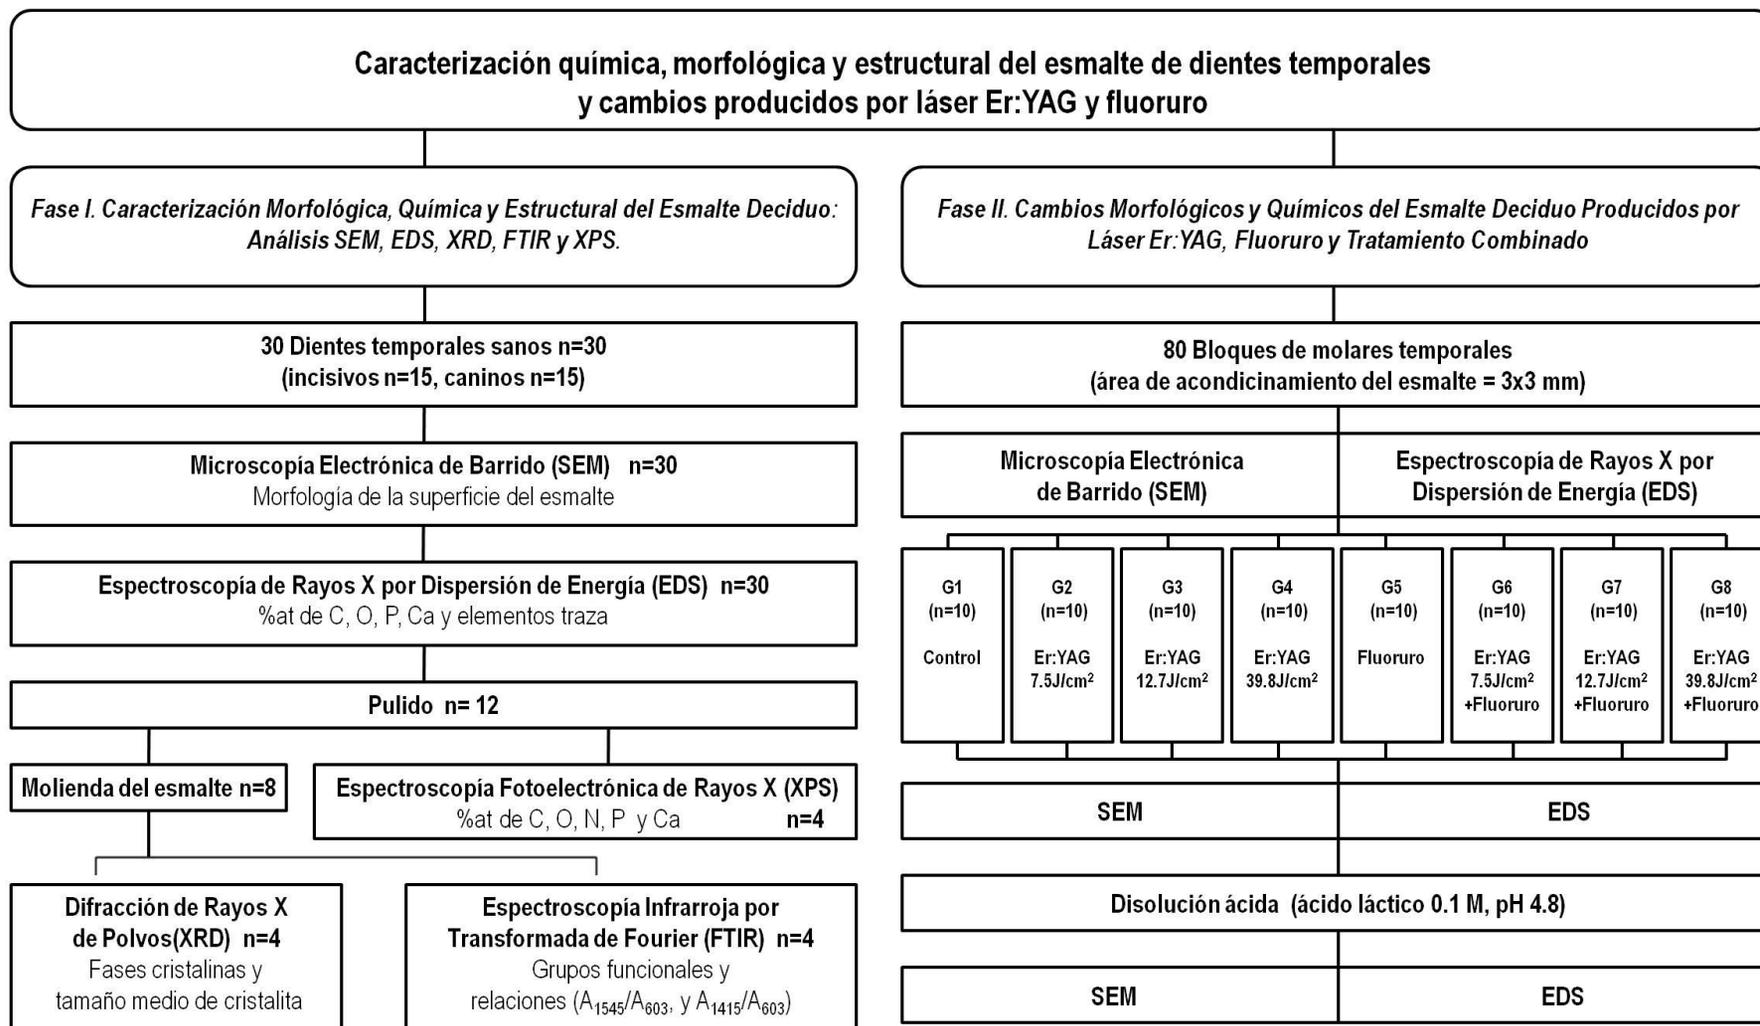 Caracterización química, morfológica y estructural del esmalte de dientes temporales
y cambios producidos por láser Er:YAG y fluoruro
Fase I. Caracterización Morfológica, Química y Estructural del Esmalte Deciduo:
Análisis SEM, EDS, XRD, FTIR y XPS.
30 Dientes temporales sanos n=30
(incisivos n=15, caninos n=15)
Microscopía Electrónica de Barrido (SEM) n=30
Morfología de la superficie del esmalte
Espectroscopía de Rayos X por Dispersión de Energía (EDS) n=30
%at de C, O, P, Ca y elementos traza
Pulido n= 12
Molienda del esmalte n=8
Espectroscopía Fotoelectrónica de Rayos X (XPS)
%at de C, O, N, P y Ca n=4
Difracción de Rayos X
de Polvos(XRD) n=4
Fases cristalinas y
tamaño medio de cristalita
Espectroscopía Infrarroja por
Transformada de Fourier (FTIR) n=4
Grupos funcionales y
relaciones (A₁₅₄₅/A₆₀₃, y A₁₄₁₅/A₆₀₃)
Fase II. Cambios Morfológicos y Químicos del Esmalte Deciduo Producidos por
Láser Er:YAG, Fluoruro y Tratamiento Combinado
80 Bloques de molares temporales
(área de acondicinamiento del esmalte = 3x3 mm)
Microscopía Electrónica
de Barrido (SEM)
Espectroscopía de Rayos X por
Dispersión de Energía (EDS)
G1
(n=10)
Control
G2
(n=10)
Er:YAG
7.5J/cm²
G3
(n=10)
Er:YAG
12.7J/cm²
G4
(n=10)
Er:YAG
39.8J/cm²
G5
(n=10)
Fluoruro
G6
(n=10)
Er:YAG
7.5J/cm²
+Fluoruro
G7
(n=10)
Er:YAG
12.7J/cm²
+Fluoruro
G8
(n=10)
Er:YAG
39.8J/cm²
+Fluoruro
SEM
EDS
Disolución ácida (ácido láctico 0.1 M, pH 4.8)
SEM
EDS